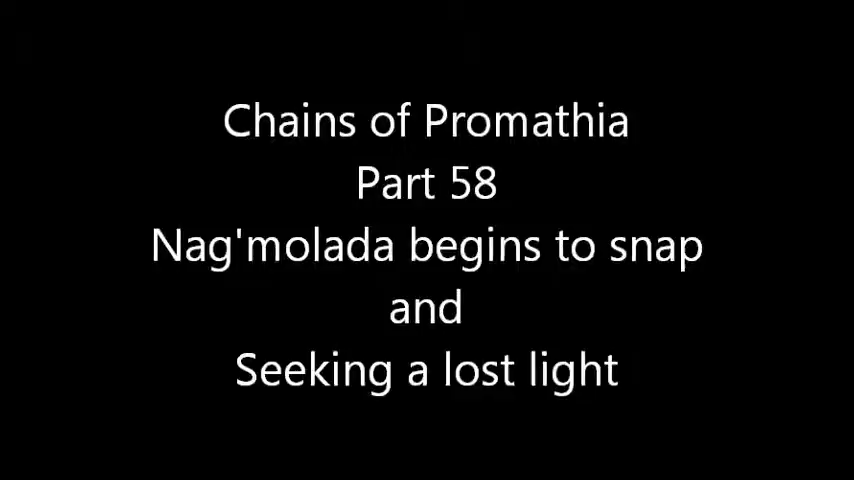 Chains of Promathia
Part 58
Nag'molada begins to snap
and
Seeking a lost light